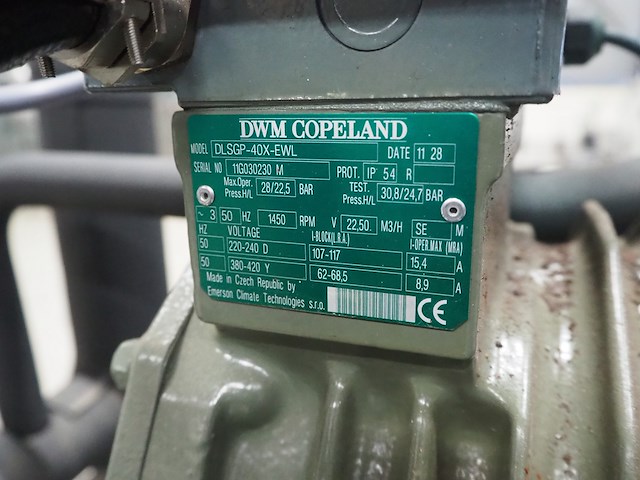 DWM COPELAND
MODEL DLSGP-40X-EWL DATE 11 28
SERIAL NO 11G030230 M PROT. IP 54 R
Max.Oper. Press.H/L 28/22,5 BAR TEST. Press.H/L 30,8/24,7 BAR
~ 3 50 HZ 1450 RPM V 22,50. M3/H SE M
HZ VOLTAGE I-BLOCK(L.R.A.) I-OPER.MAX (MRA)
50 220-240 D 107-117 15,4 A
50 380-420 Y 62-68,5 8,9 A
Made in Czech Republic by
Emerson Climate Technologies s.r.o. CE